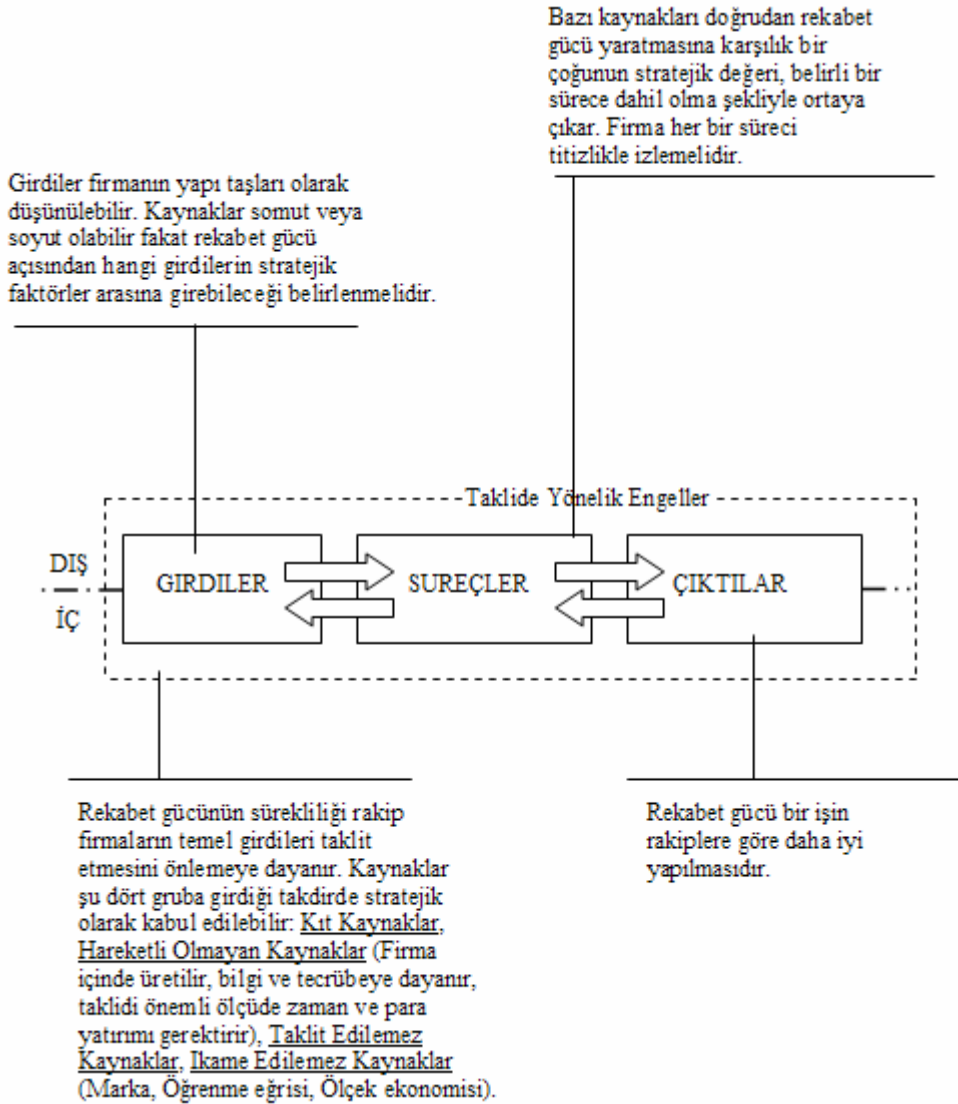 Bazı kaynakları doğrudan rekabet
gücü yaratmasına karşılık bir
çoğunun stratejik değeri, belirli bir
sürece dahil olma şekliyle ortaya
çıkar. Firma her bir süreci
titizlikle izlemelidir.
Girdiler firmanın yapı taşları olarak
düşünülebilir. Kaynaklar somut veya
soyut olabilir fakat rekabet gücü
açısından hangi girdilerin stratejik
faktörler arasına girebileceği belirlenmelidir.
Taklide Yönelik Engeller
DIŞ
İÇ
GIRDILER
SUREÇLER
ÇIKTILAR
Rekabet gücünün sürekliliği rakip
firmaların temel girdileri taklit
etmesini önlemeye dayanır. Kaynaklar
şu dört gruba girdiği takdirde stratejik
olarak kabul edilebilir: Kıt Kaynaklar,
Hareketli Olmayan Kaynaklar (Firma
içinde üretilir, bilgi ve tecrübeye dayanır,
taklidi önemli ölçüde zaman ve para
yatırımı gerektirir), Taklit Edilemez
Kaynaklar, Ikame Edilemez Kaynaklar
(Marka, Öğrenme eğrisi, Ölçek ekonomisi).
Rekabet gücü bir işin
rakiplere göre daha iyi
yapılmasıdır.